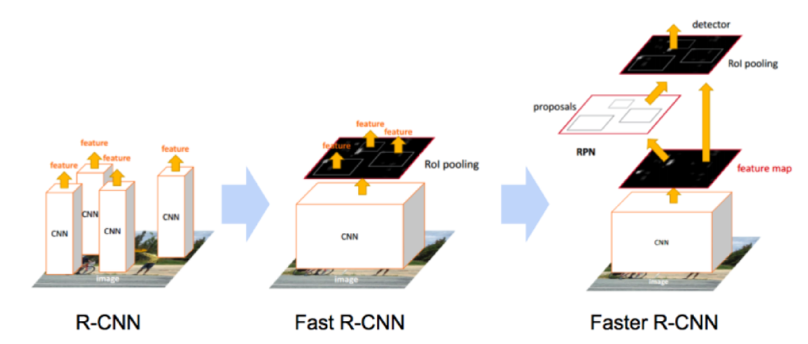 feature
feature
feature
feature
CNN
CNN
CNN
CNN
image
R-CNN
feature
feature
feature
RoI pooling
CNN
image
Fast R-CNN
detector
RoI pooling
proposals
RPN
feature map
CNN
image
Faster R-CNN